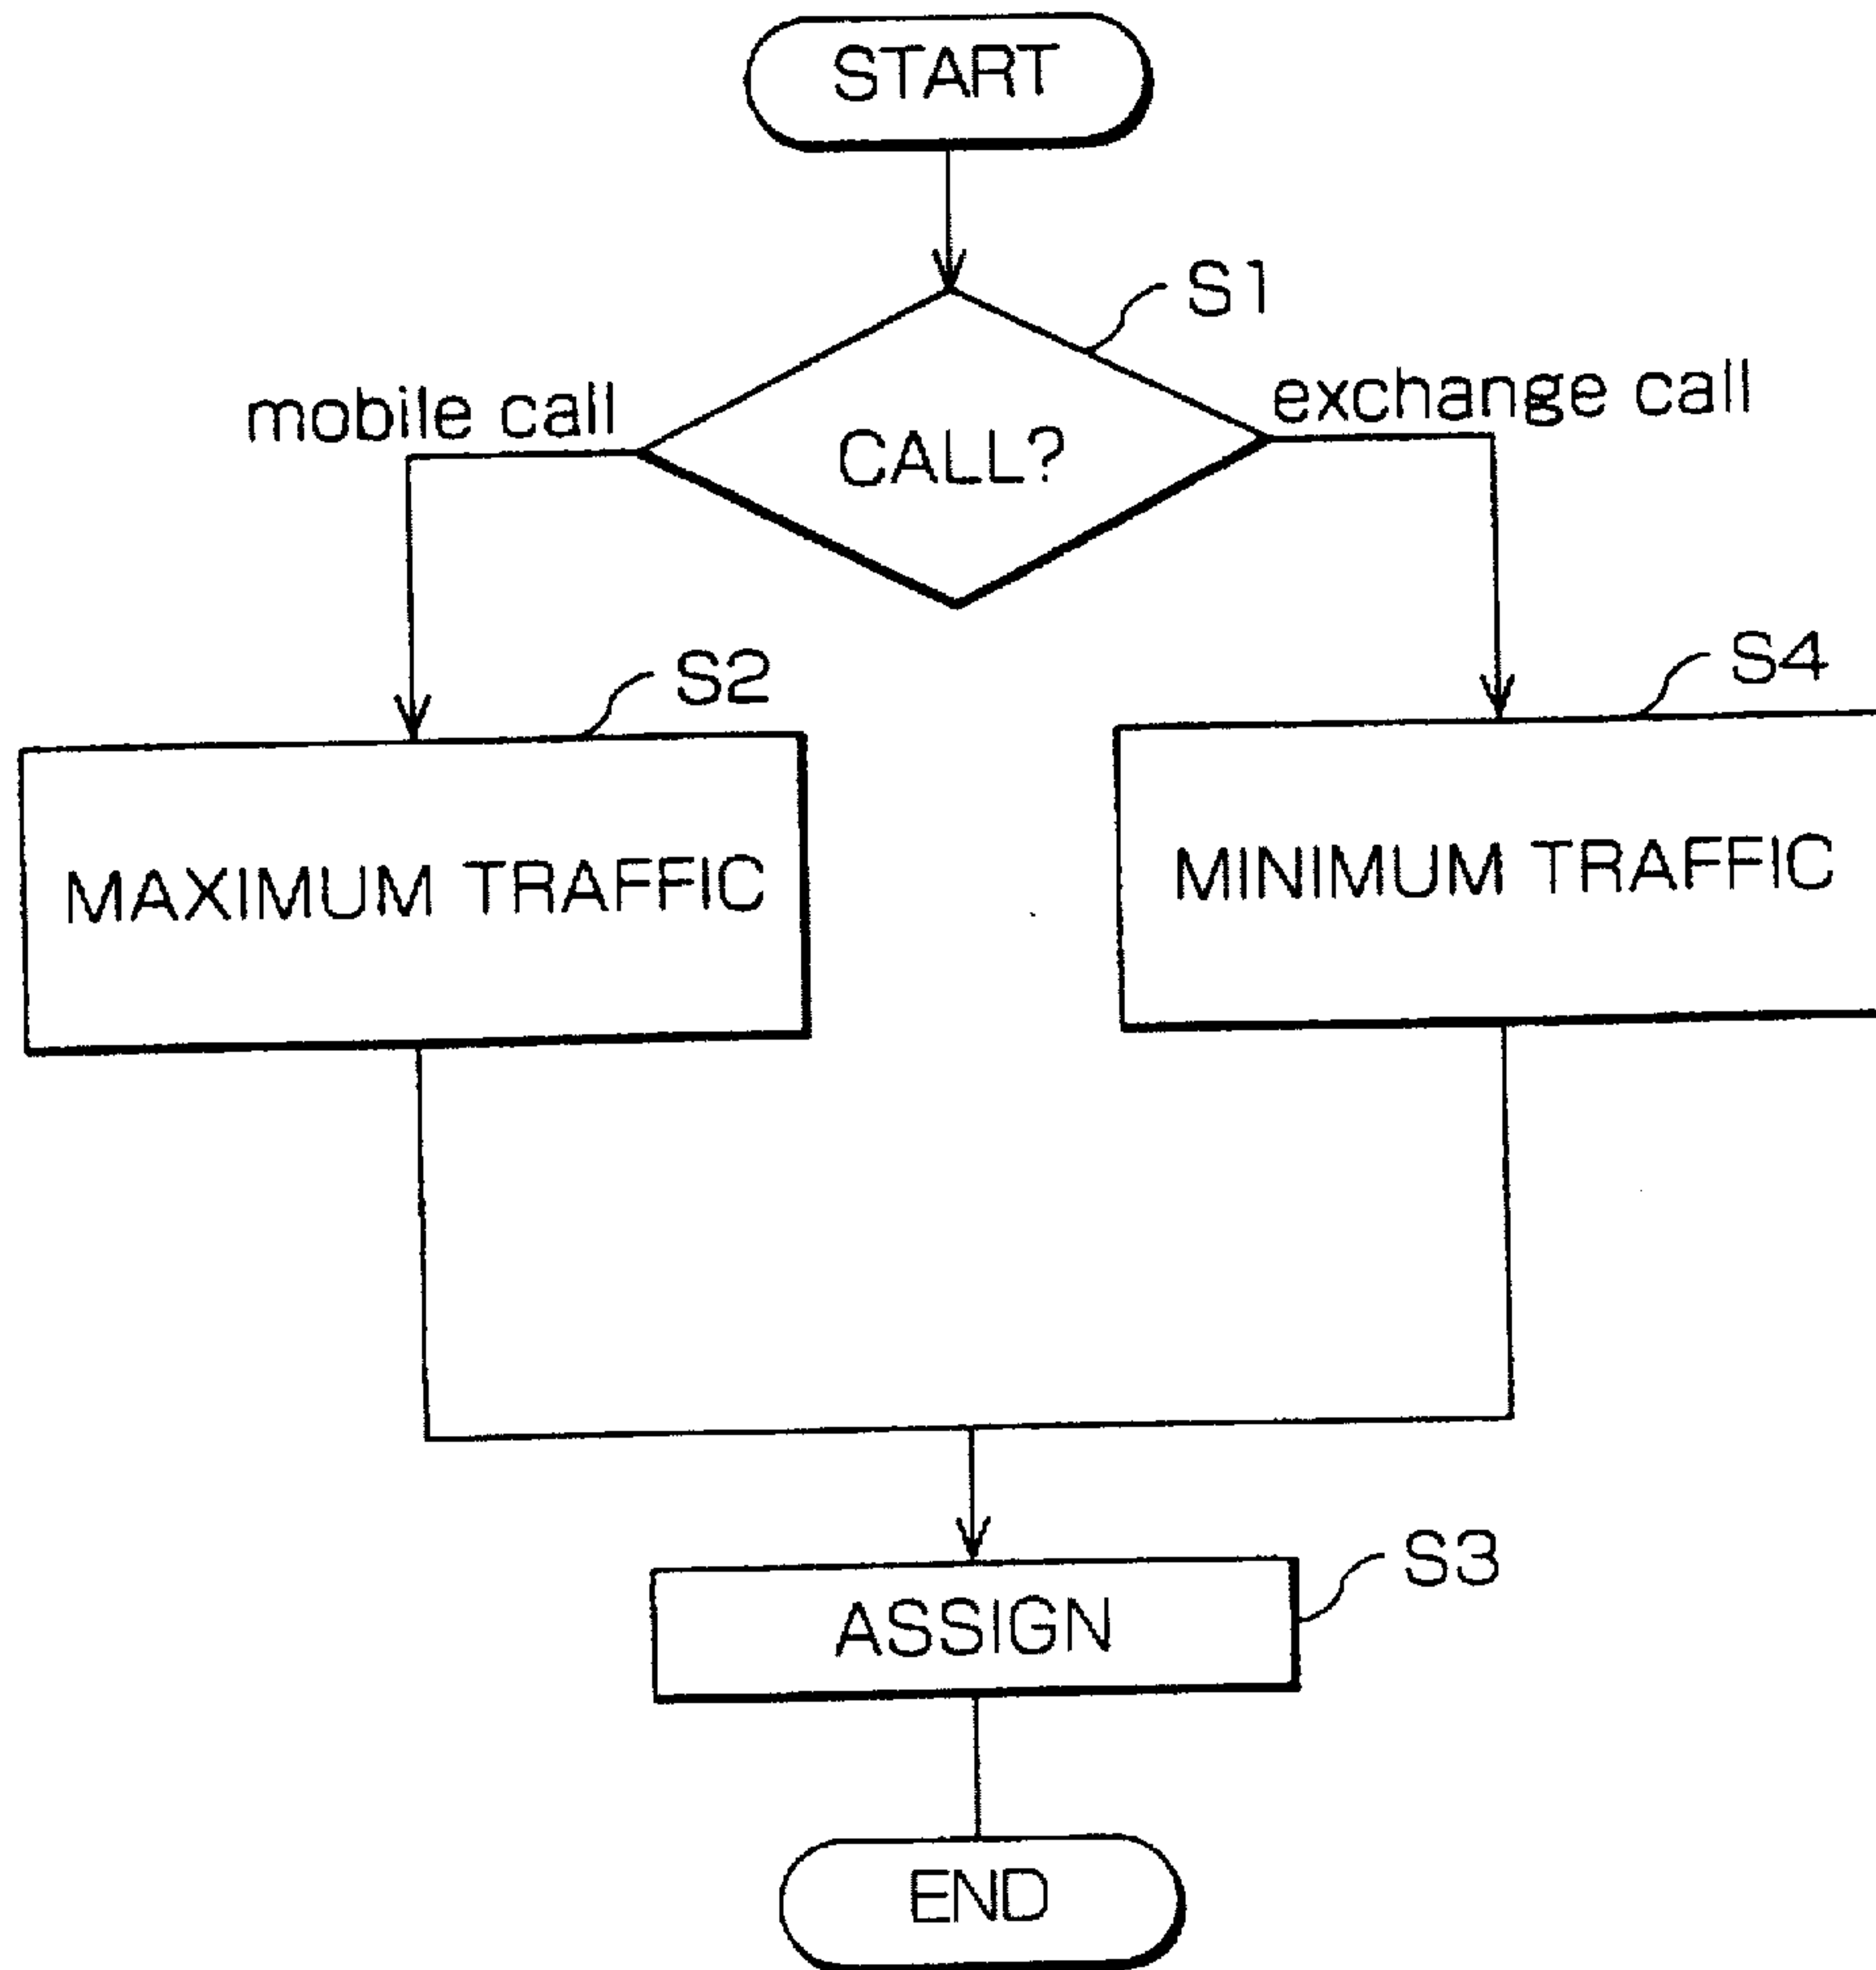 START
S1
mobile call
exchange call
CALL?
S2
S4
MAXIMUM TRAFFIC
MINIMUM TRAFFIC
S3
ASSIGN
END